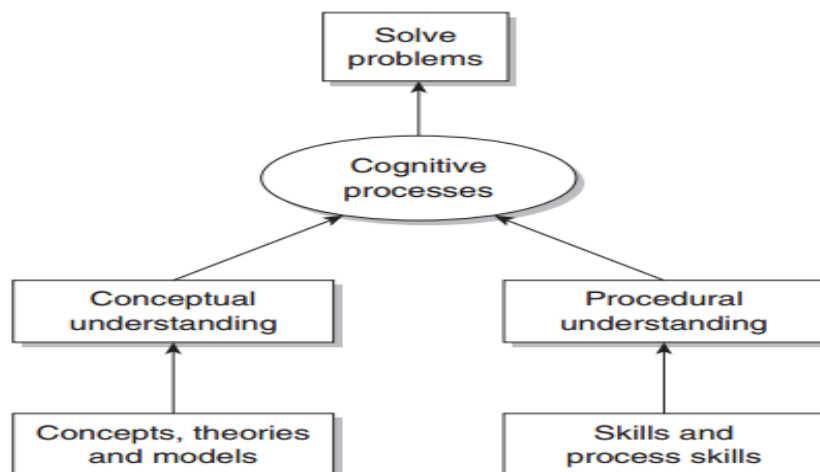 Solve
problems
Cognitive
processes
Conceptual
understanding
Procedural
understanding
Concepts, theories
and models
Skills and
process skills